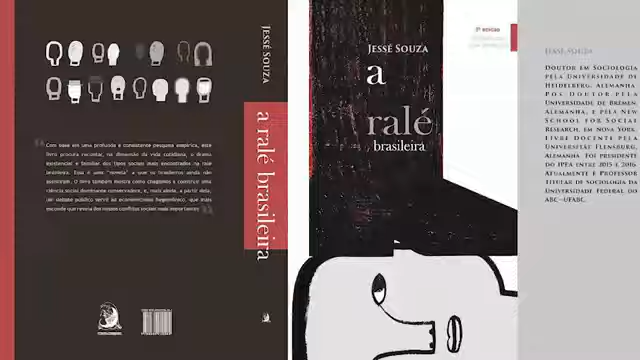 Com base em uma profunda e consistente pesquisa empírica, este
livro procura reconstruir, na dimensão da vida cotidiana, o drama
existencial e familiar dos tipos sociais mais encontrados na ralé
brasileira. Essa é uma "novela" a que os brasileiros ainda não
assistiram. O livro também mostra como chegamos a construir uma
ciência social dominante conservadora, e, mais ainda, a partir dela,
um debate público servil ao economicismo hegemônico, que mais
esconde que revela dos nossos conflitos sociais mais importantes
JESSÉ SOUZA
a ralé brasileira
JESSÉ SOUZA
a
ralé
brasileira
JESSÉ SOUZA
DOUTOR EM SOCIOLOGIA
PELA UNIVERSIDADE DE
HEIDELBERG, ALEMANHA
PÓS DOUTOR PELA
UNIVERSIDADE DE BREMEN,
ALEMANHA, E PELA NEW
SCHOOL FOR SOCIAL
RESEARCH, EM NOVA YORK.
LIVRE DOCENTE PELA
UNIVERSITÄT FLENSBURG,
ALEMANHA. FOI PRESIDENTE
DO IPEA ENTRE 2015 E 2016.
ATUALMENTE É PROFESSOR
TITULAR DE SOCIOLOGIA DA
UNIVERSIDADE FEDERAL DO
ABC -UFABC.